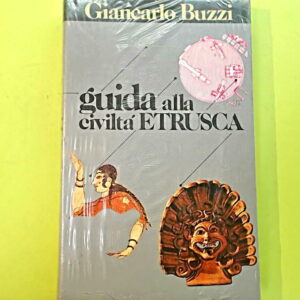 Giancarlo Buzzi
guida alla
civiltà ETRUSCA